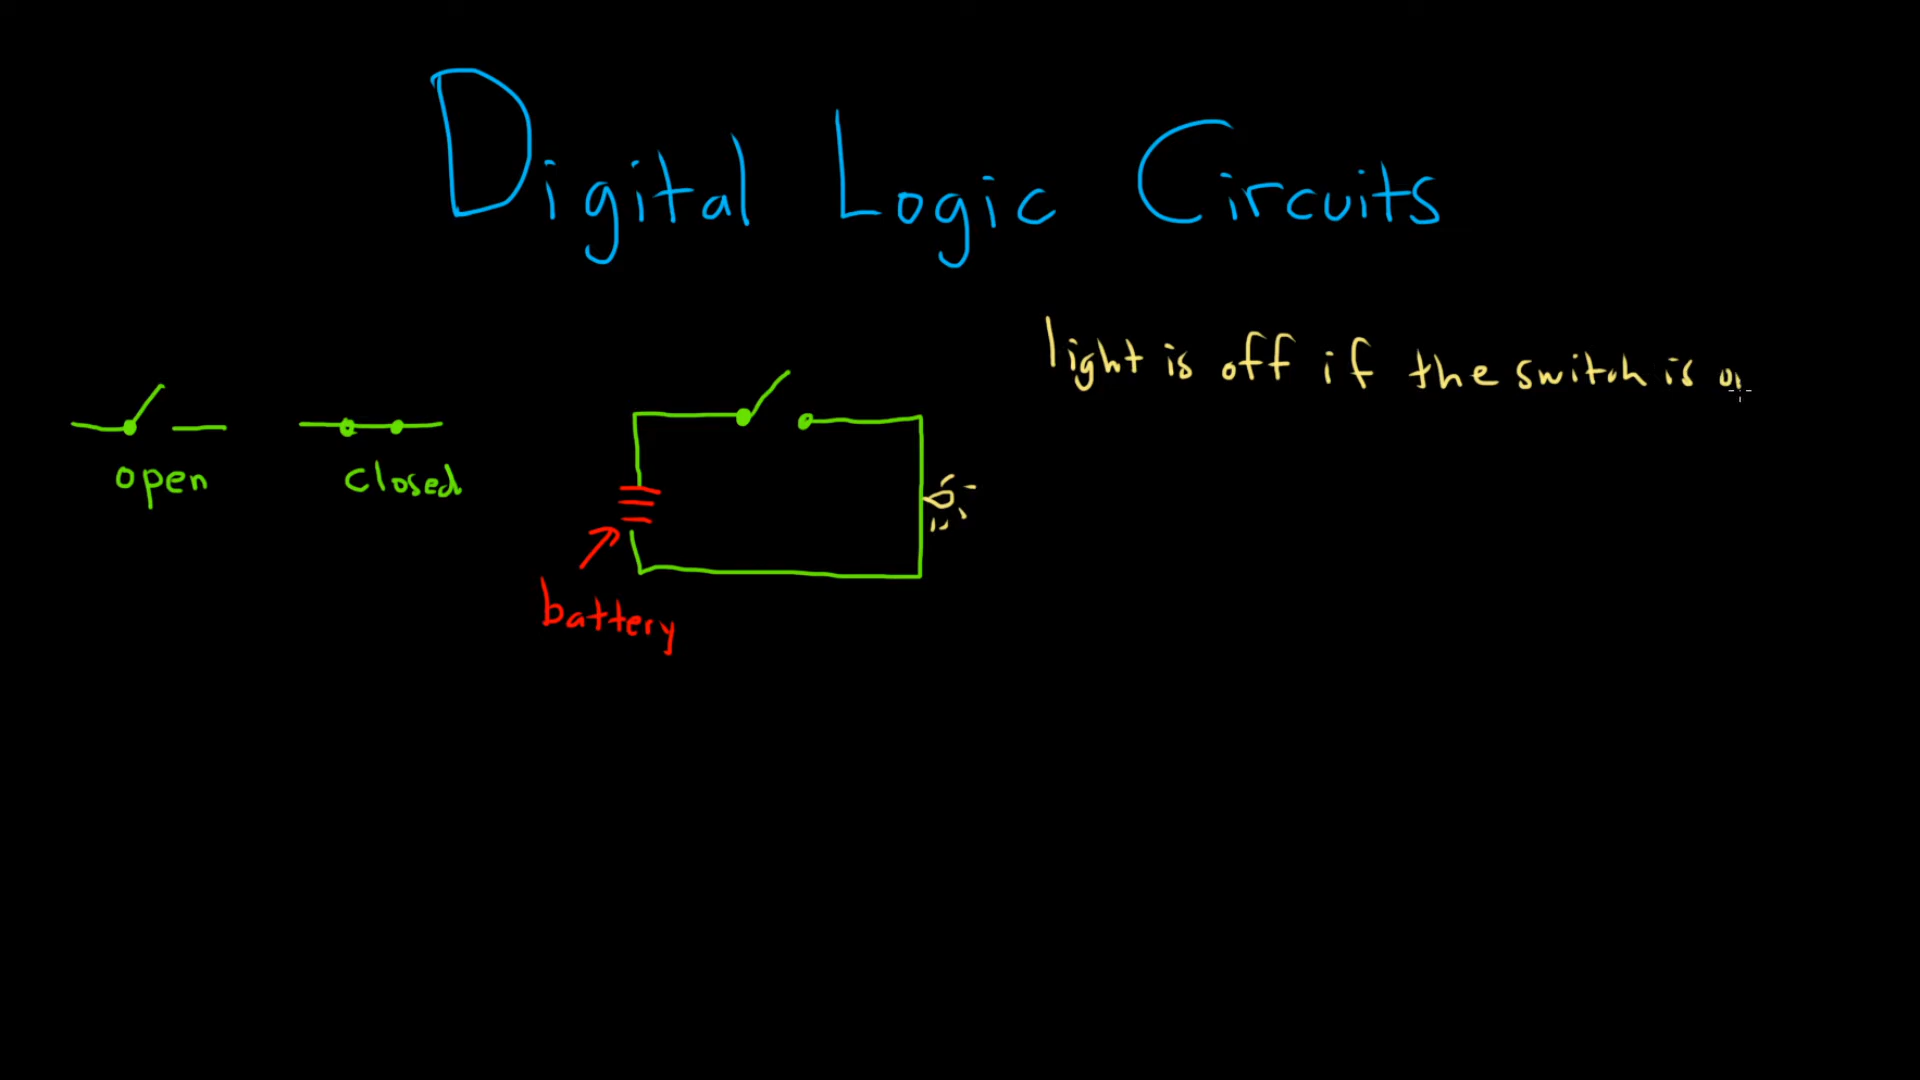 Digital Logic Circuits
light is off if the switch is
open
closed
battery